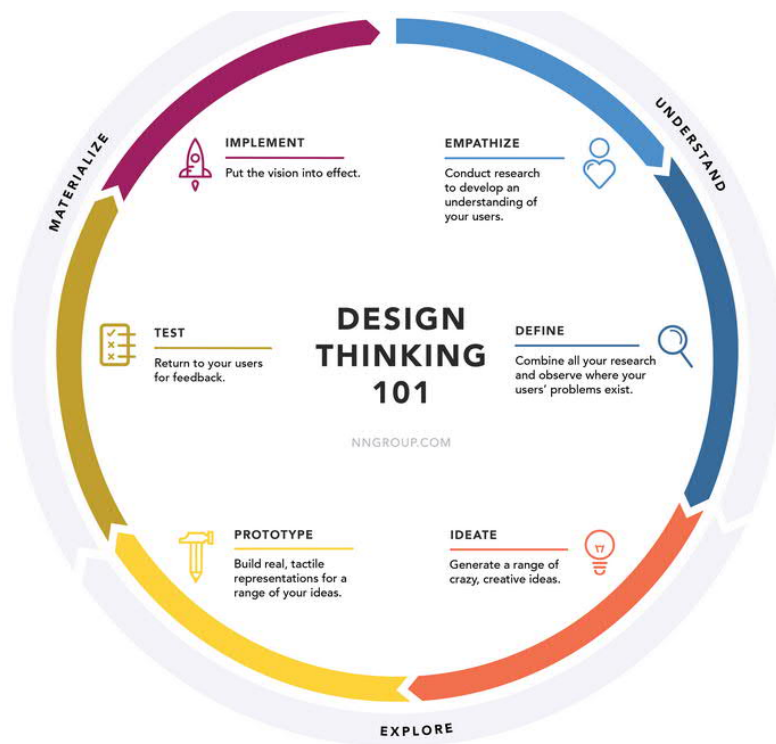 UNDERSTAND
EMPATHIZE
Conduct research
to develop an
understanding of
your users.
DEFINE
Combine all your research
and observe where your
users' problems exist.
EXPLORE
IDEATE
Generate a range of
crazy, creative ideas.
PROTOTYPE
Build real, tactile
representations for a
range of your ideas.
MATERIALIZE
TEST
Return to your users
for feedback.
IMPLEMENT
Put the vision into effect.
DESIGN
THINKING
101
NNGROUP.COM